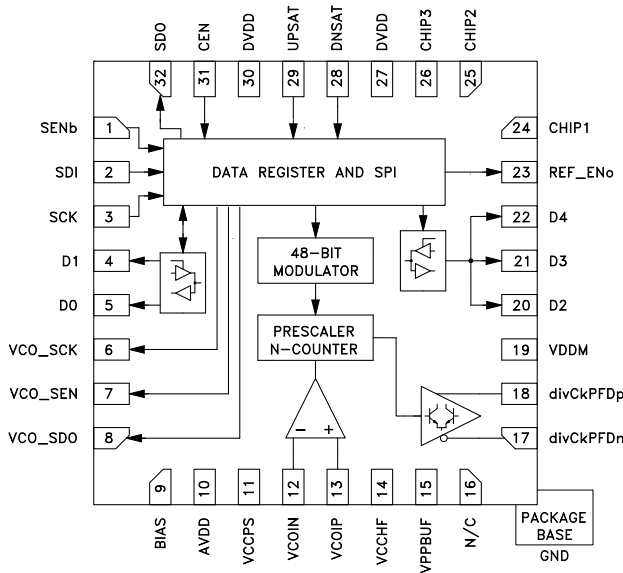 SDO
CEN
DVDD
UPSAT
DNSAT
DVDD
CHIP3
CHIP2
32
31
30
29
28
27
26
25
SENb
1
SDI
2
SCK
3
D1
4
D0
5
VCO_SCK
6
VCO_SEN
7
VCO_SDO
8
DATA REGISTER AND SPI
48-BIT
MODULATOR
PRESCALER
N-COUNTER
–
+
24
CHIP1
23
REF_ENo
22
D4
21
D3
20
D2
19
VDDM
18
divCkPFDp
17
divCkPFDn
9
10
11
12
13
14
15
16
BIAS
AVDD
VCCPS
VCOIN
VCOIP
VCCHF
VPPBUF
N/C
PACKAGE
BASE
GND